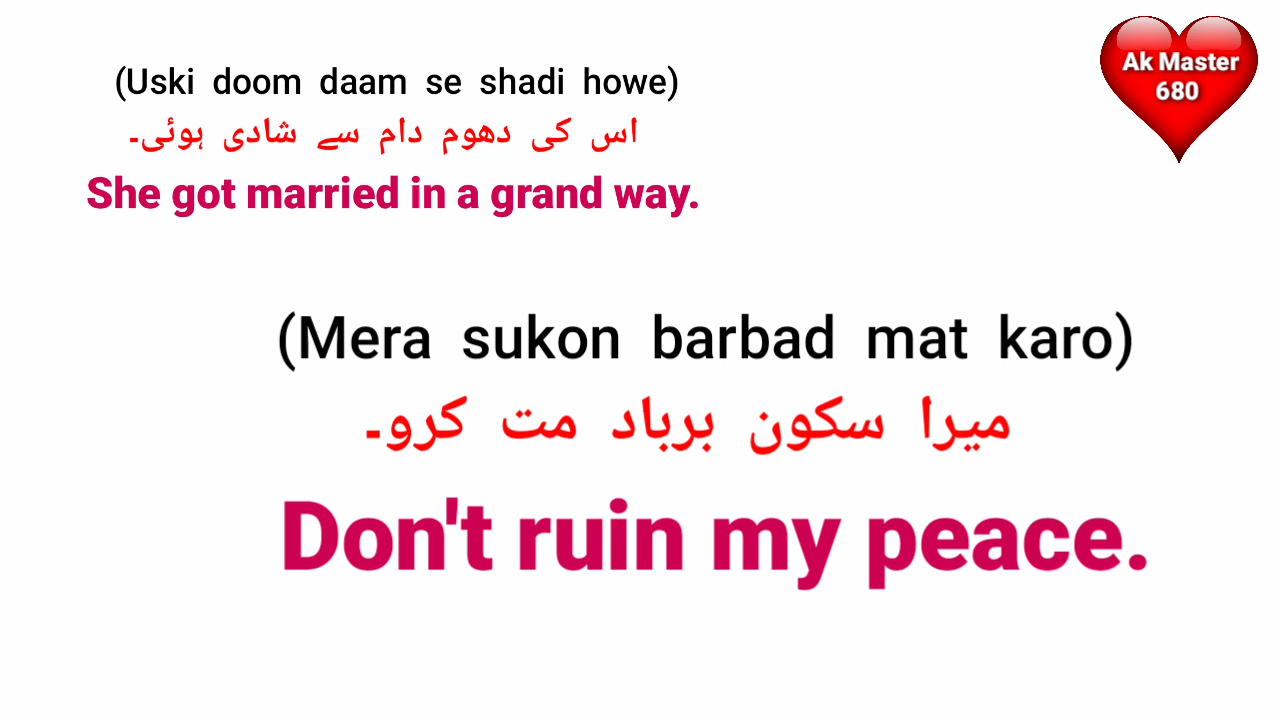 (Uski doom daam se shadi howe)
اس کی دھوم دام سے شادی ہوئی۔
She got married in a grand way.
Ak Master
680
(Mera sukon barbad mat karo)
میرا سکون برباد مت کرو۔
Don't ruin my peace.